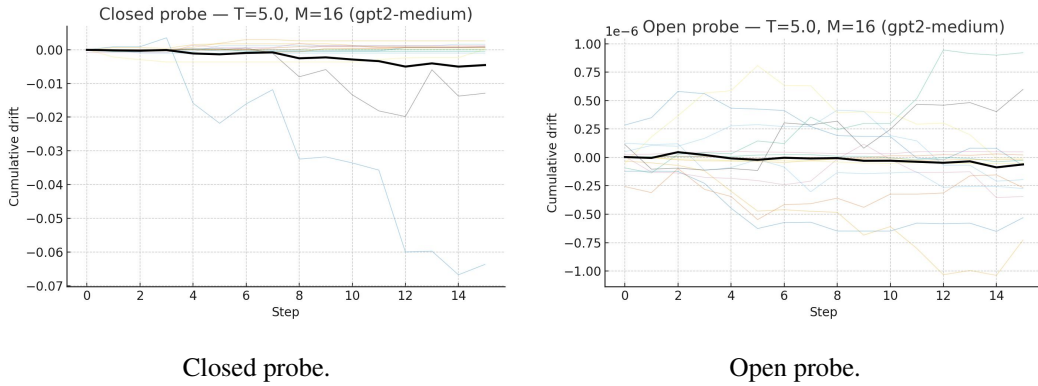 Closed probe — T=5.0, M=16 (gpt2-medium)
0.00
−0.01
−0.02
−0.03
−0.04
−0.05
−0.06
−0.07
Cumulative drift
0 2 4 6 8 10 12 14
Step
Closed probe.
1e−6 Open probe — T=5.0, M=16 (gpt2-medium)
1.00
0.75
0.50
0.25
0.00
−0.25
−0.50
−0.75
−1.00
Cumulative drift
0 2 4 6 8 10 12 14
Step
Open probe.